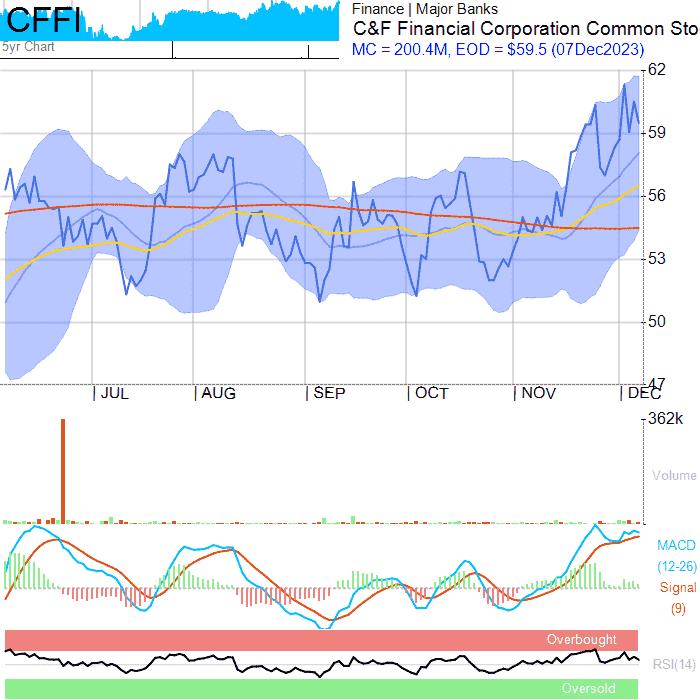 CFFI
5yr Chart
Finance | Major Banks
C&F Financial Corporation Common Sto
MC = 200.4M, EOD = $59.5 (07Dec2023)
62
59
56
53
50
47
JUL AUG SEP OCT NOV DEC
362k
Volume
MACD
(12-26)
Signal
(9)
Overbought
RSI(14)
Oversold